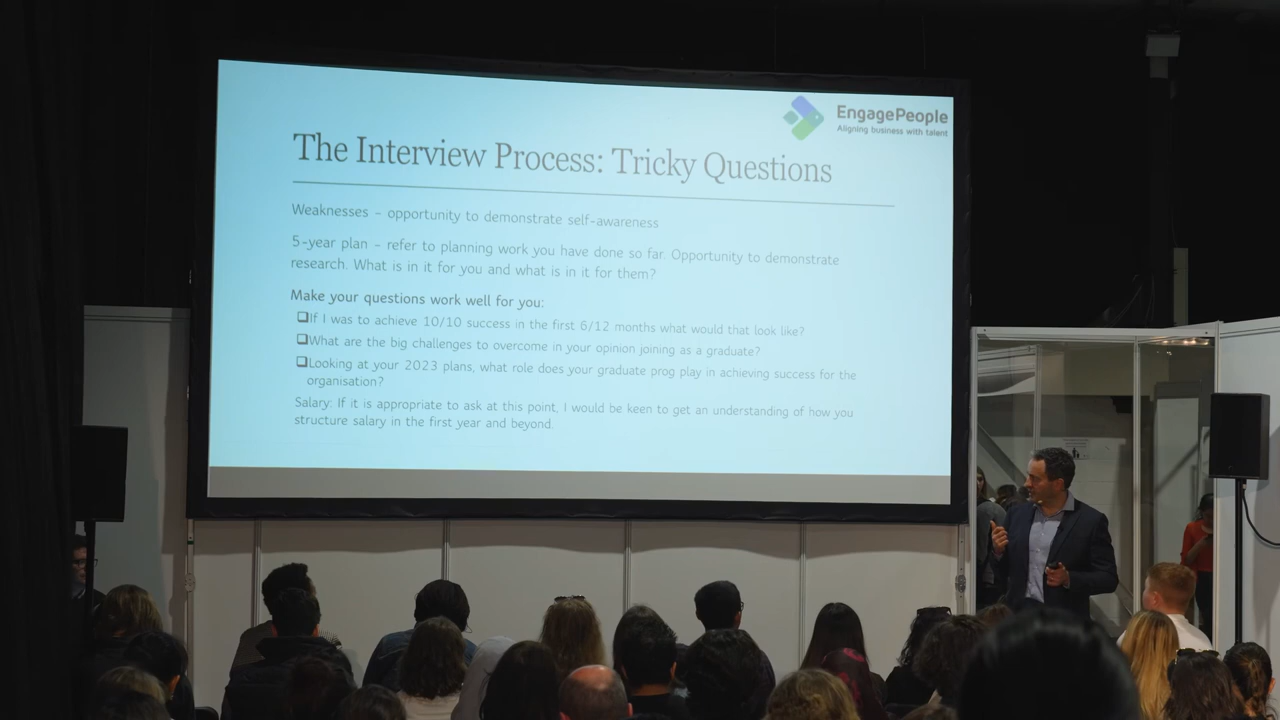 EngagePeople
Aligning business with talent
The Interview Process: Tricky Questions
Weaknesses – opportunity to demonstrate self-awareness
5-year plan – refer to planning work you have done so far. Opportunity to demonstrate
research. What is in it for you and what is in it for them?
Make your questions work well for you:
❑If I was to achieve 10/10 success in the first 6/12 months what would that look like?
❑What are the big challenges to overcome in your opinion joining as a graduate?
❑Looking at your 2023 plans, what role does your graduate prog play in achieving success for the
organisation?
Salary: If it is appropriate to ask at this point, I would be keen to get an understanding of how you
structure salary in the first year and beyond.